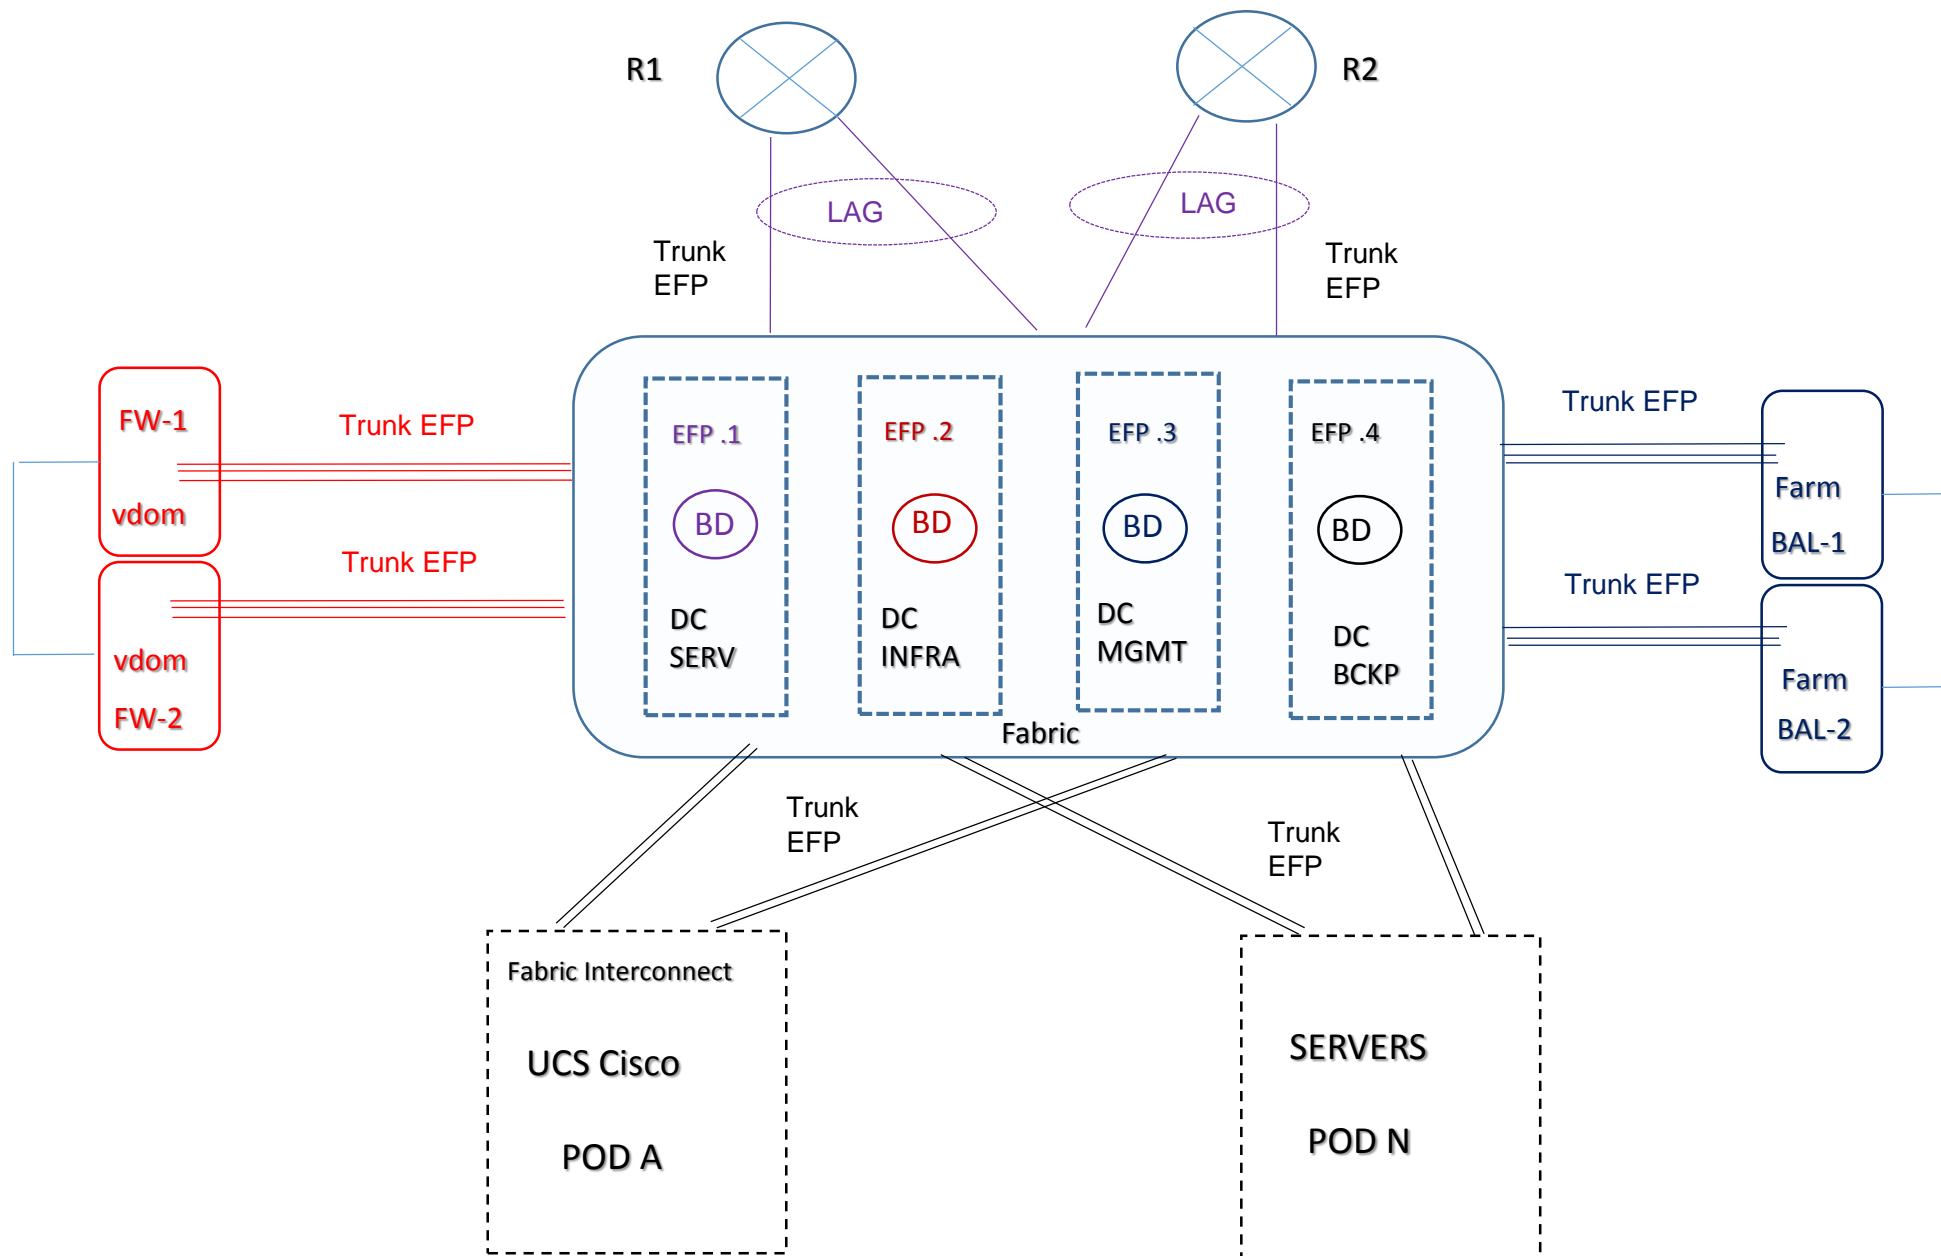 R1
R2
LAG
LAG
Trunk
EFP
Trunk
EFP
FW-1
vdom
Trunk EFP
Trunk EFP
vdom
FW-2
EFP .1
BD
DC
SERV
EFP .2
BD
DC
INFRA
EFP .3
BD
DC
MGMT
EFP .4
BD
DC
BCKP
Fabric
Trunk EFP
Trunk EFP
Farm
BAL-1
Farm
BAL-2
Trunk
EFP
Trunk
EFP
Fabric Interconnect
UCS Cisco
POD A
SERVERS
POD N